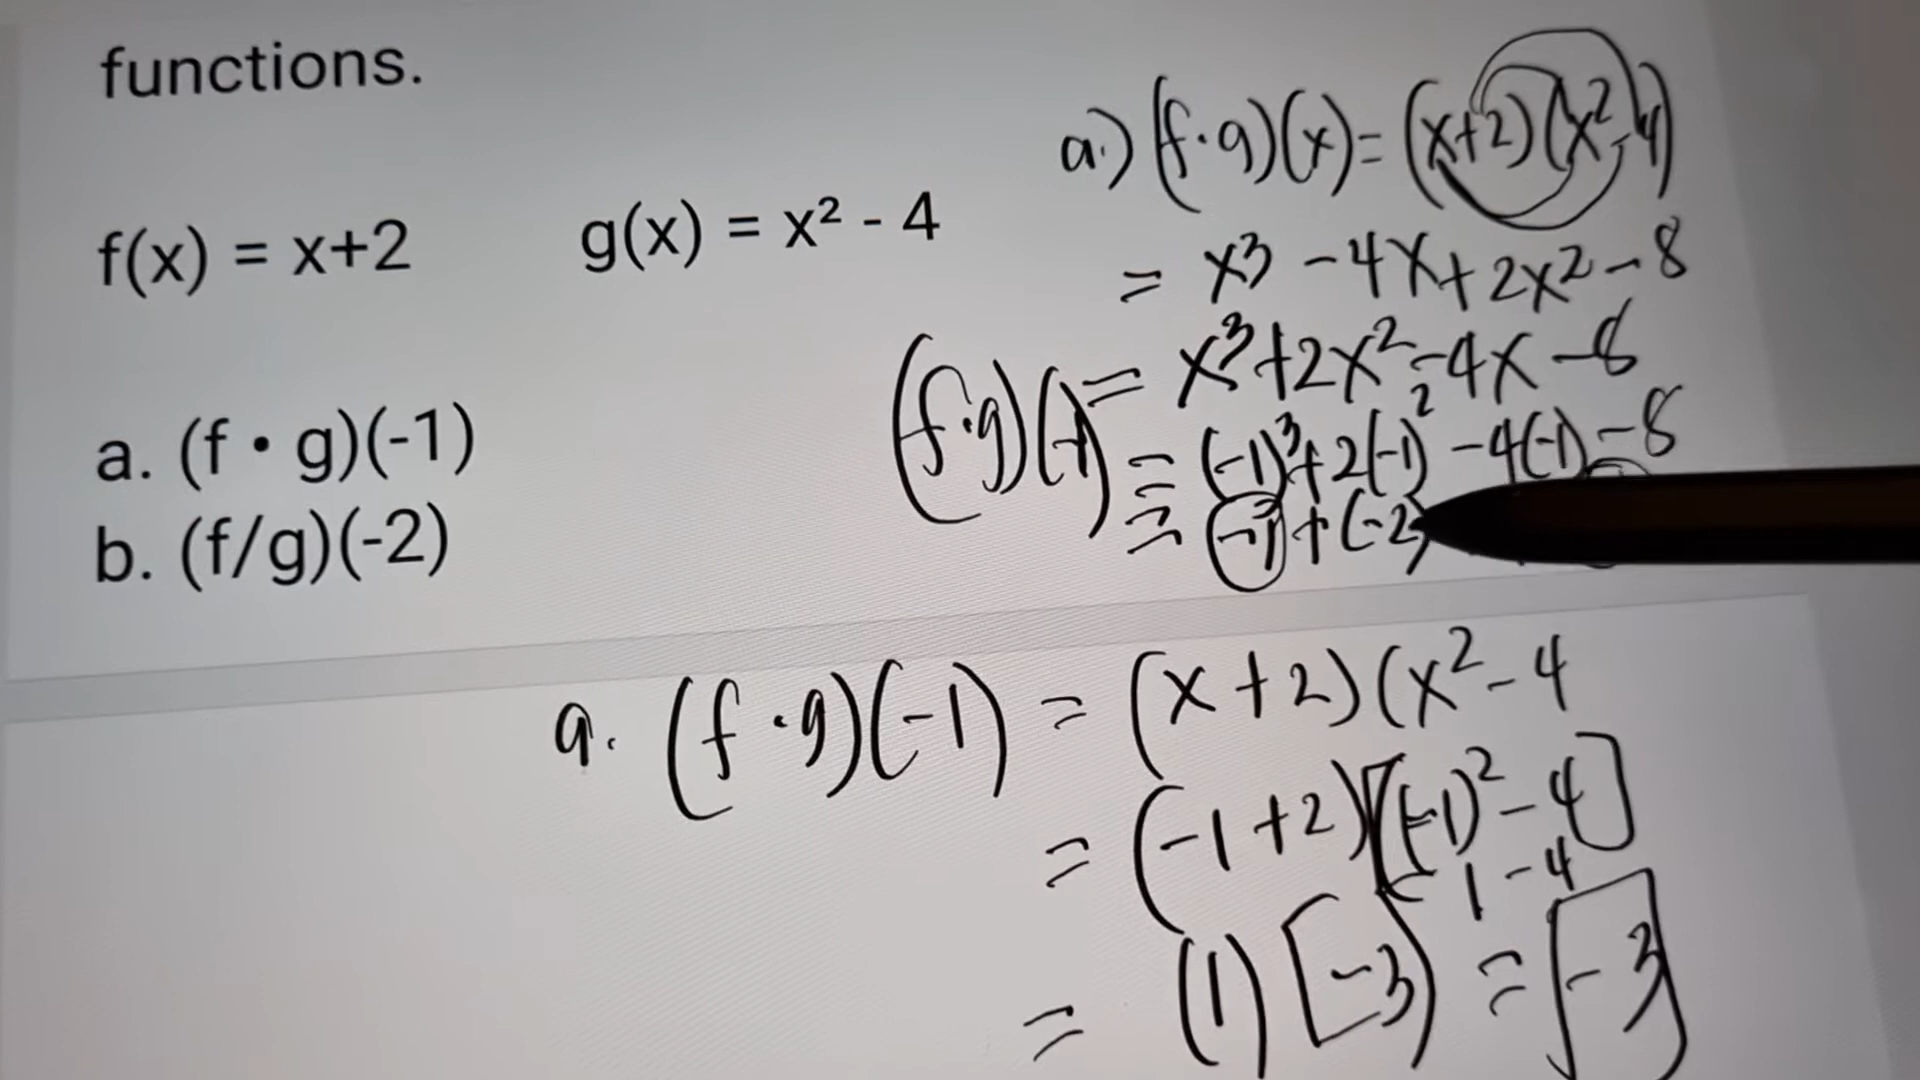 functions.
f(x) = x+2 g(x) = x² - 4
a. (f • g)(-1)
b. (f/g)(-2)
a.) (f·g)(x) = (x+2)(x²-4)
= x³ - 4x + 2x² - 8
(f·g)(-1) = x³ + 2x² - 4x - 8
= (-1)³ + 2(-1)² - 4(-1) - 8
= -1 + (-2)
a. (f·g)(-1) = (x+2)(x²-4
= (-1+2)[(-1)²-4]
1-4
= (1)[-3) = -3